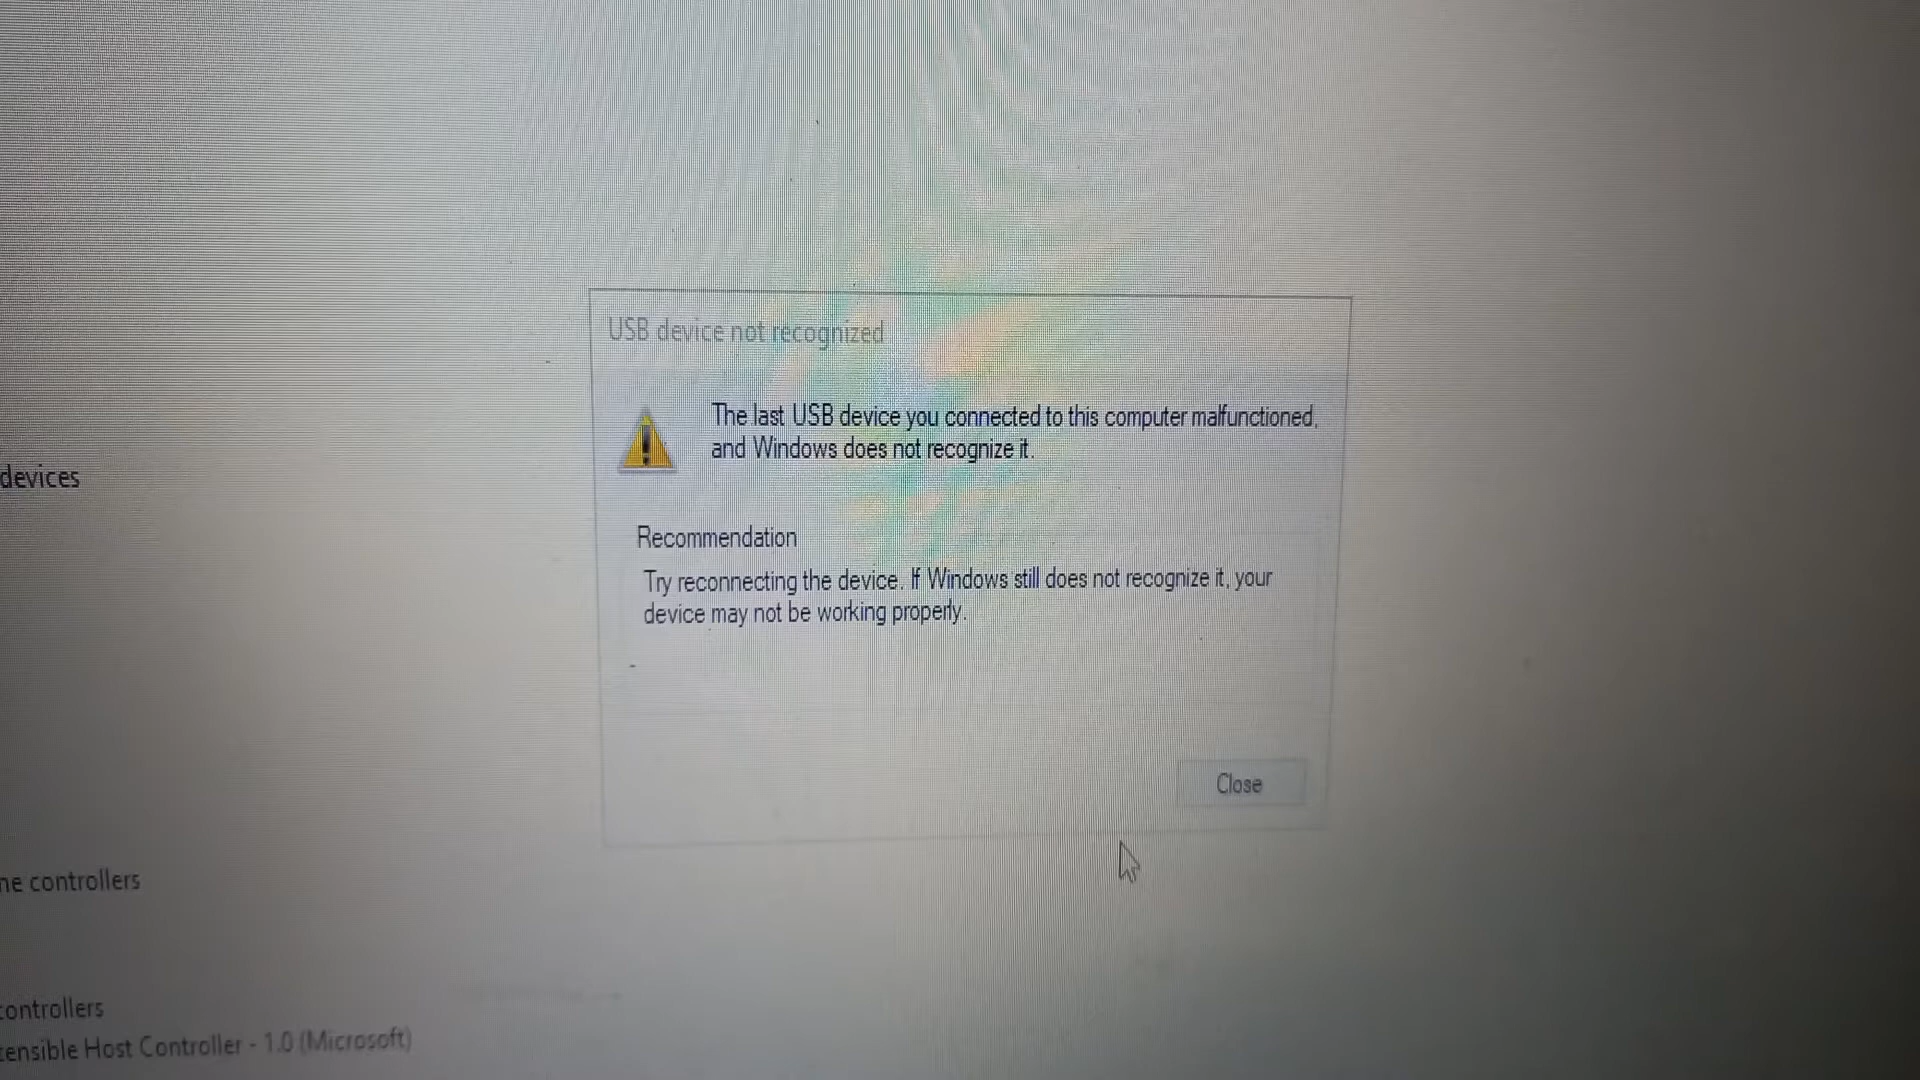 USB device not recognized
The last USB device you connected to this computer malfunctioned,
and Windows does not recognize it.
devices
Recommendation
Try reconnecting the device. If Windows still does not recognize it, your
device may not be working properly.
Close
ne controllers
controllers
tensible Host Controller - 1.0 (Microsoft)